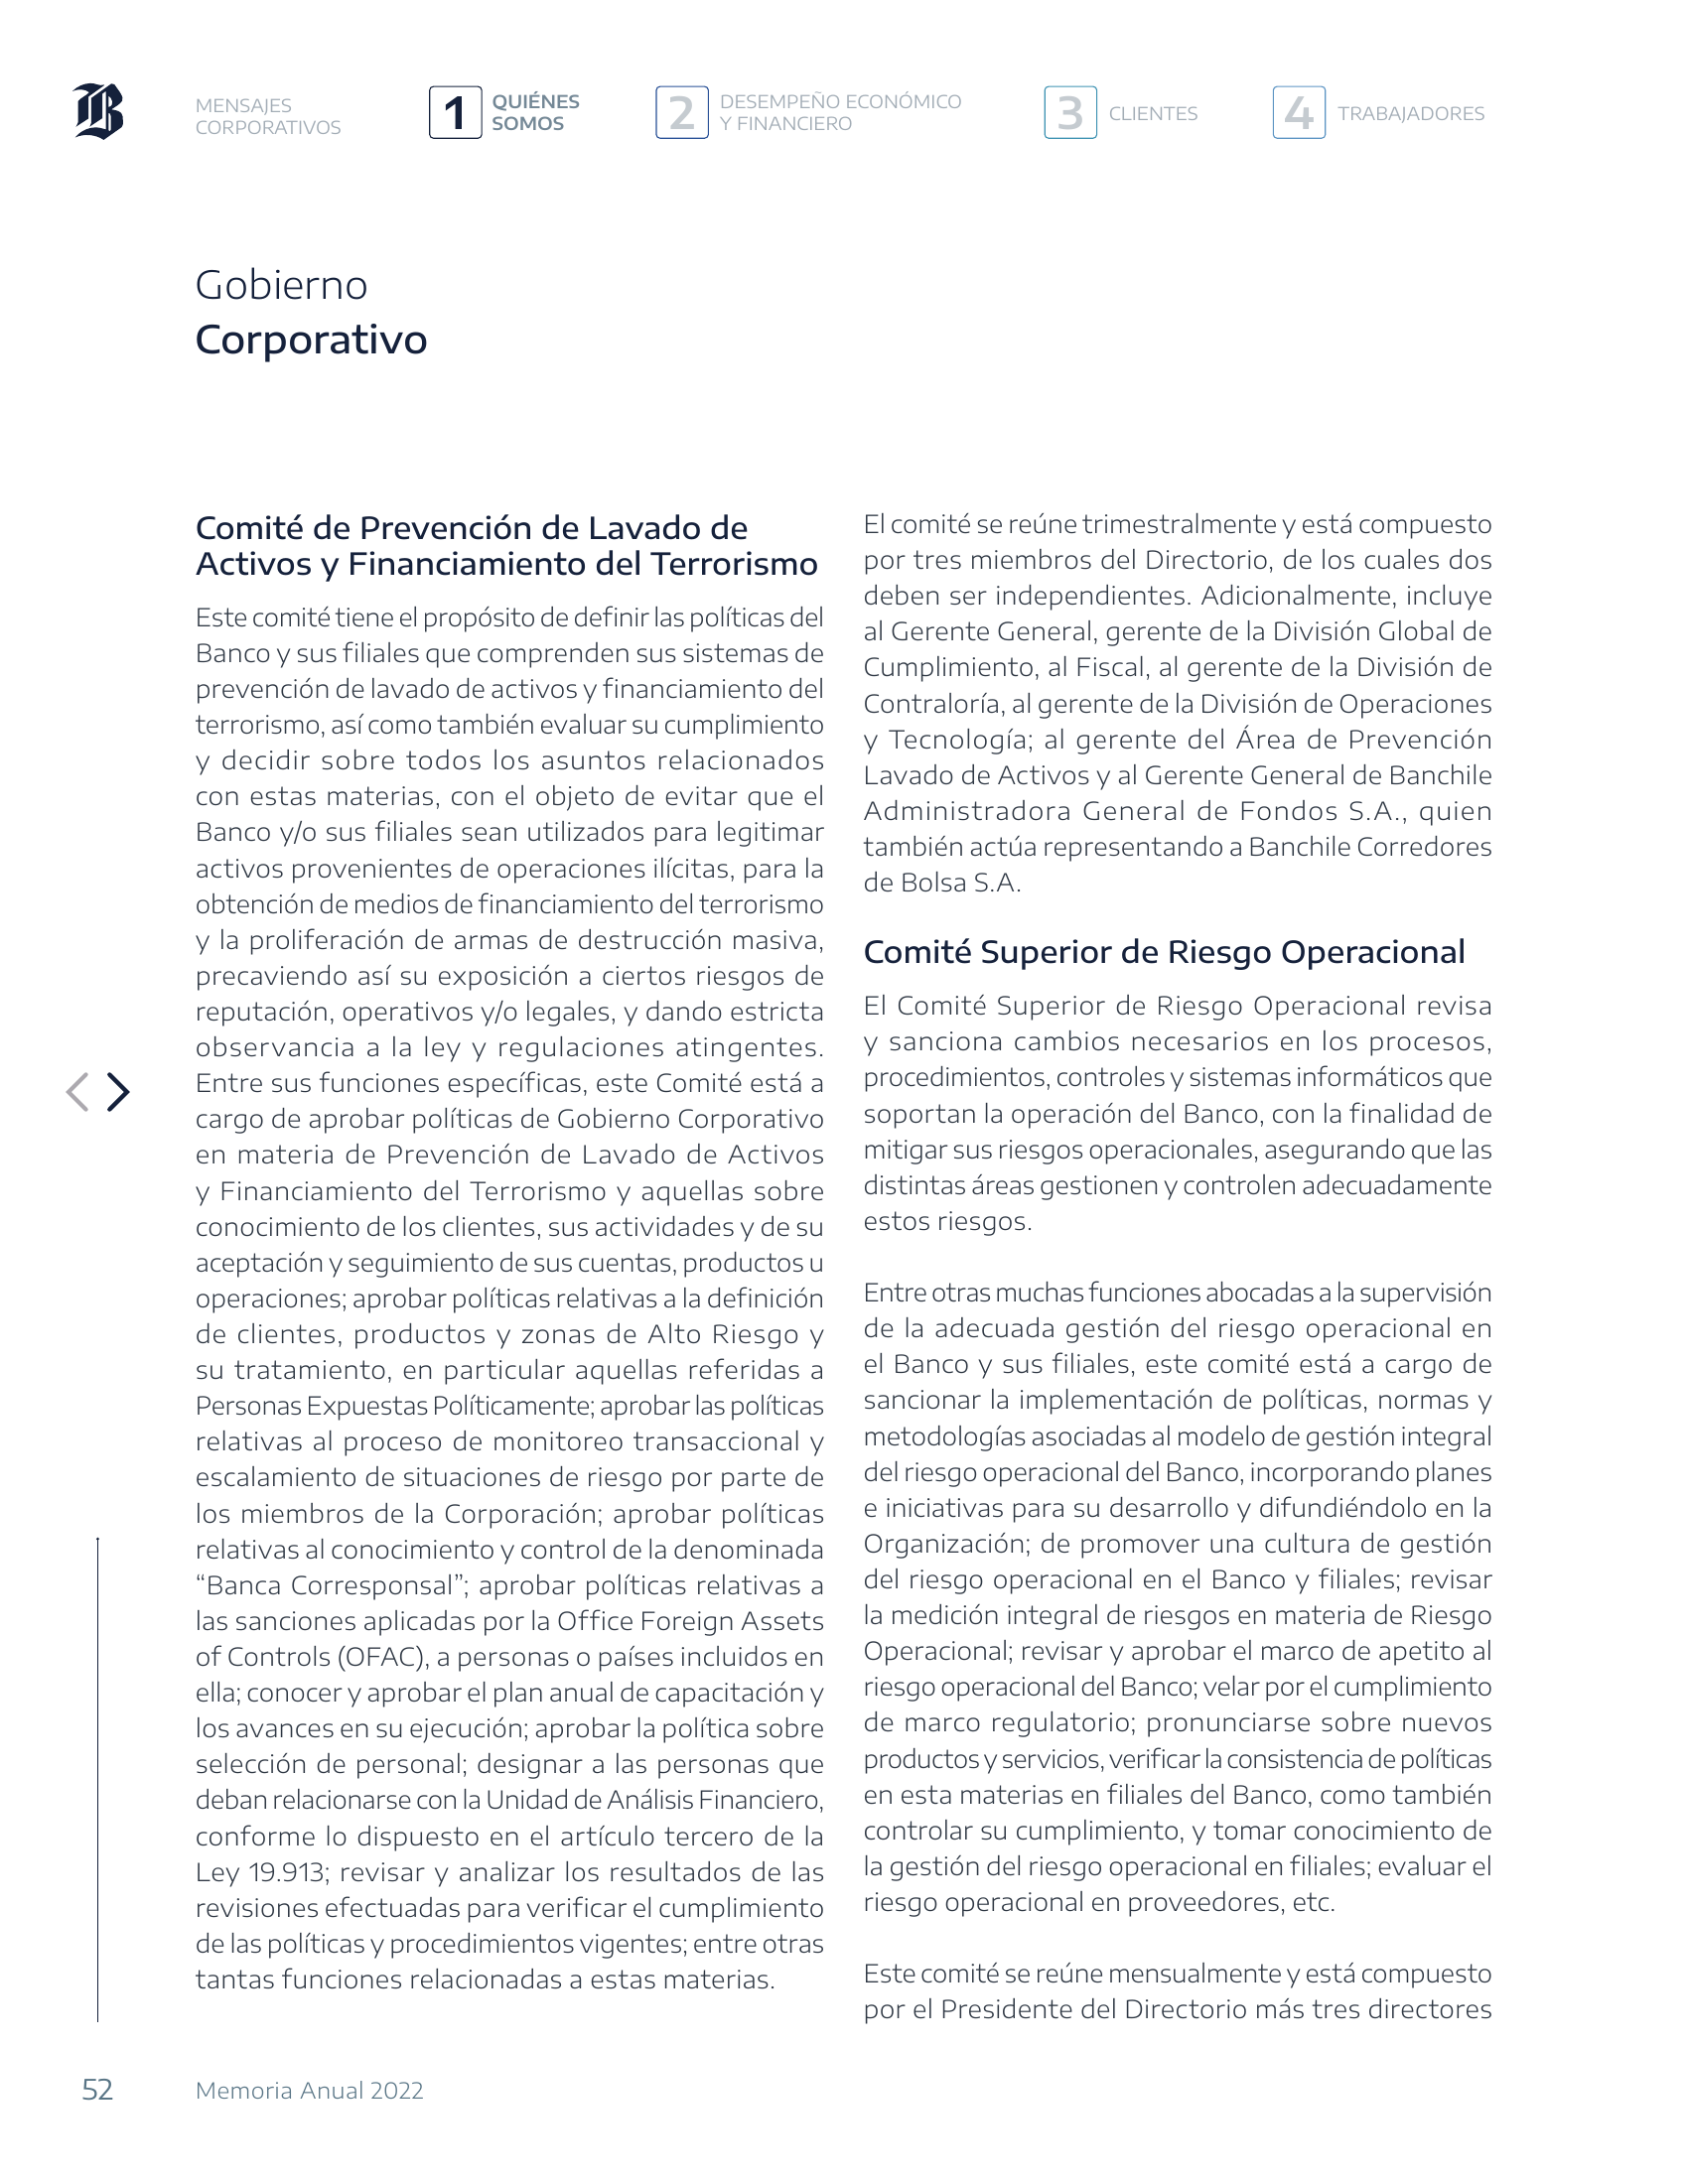 MENSAJES
CORPORATIVOS
1
QUIÉNES
SOMOS
2
DESEMPEÑO ECONÓMICO
Y FINANCIERO
3
CLIENTES
4
TRABAJADORES
Gobierno
Corporativo
Comité de Prevención de Lavado de
Activos y Financiamiento del Terrorismo
Este comité tiene el propósito de definir las políticas del
Banco y sus filiales que comprenden sus sistemas de
prevención de lavado de activos y financiamiento del
terrorismo, así como también evaluar su cumplimiento
y decidir sobre todos los asuntos relacionados
con estas materias, con el objeto de evitar que el
Banco y/o sus filiales sean utilizados para legitimar
activos provenientes de operaciones ilícitas, para la
obtención de medios de financiamiento del terrorismo
y la proliferación de armas de destrucción masiva,
precaviendo así su exposición a ciertos riesgos de
reputación, operativos y/o legales, y dando estricta
observancia a la ley y regulaciones atingentes.
Entre sus funciones específicas, este Comité está a
cargo de aprobar políticas de Gobierno Corporativo
en materia de Prevención de Lavado de Activos
y Financiamiento del Terrorismo y aquellas sobre
conocimiento de los clientes, sus actividades y de su
aceptación y seguimiento de sus cuentas, productos u
operaciones; aprobar políticas relativas a la definición
de clientes, productos y zonas de Alto Riesgo y
su tratamiento, en particular aquellas referidas a
Personas Expuestas Políticamente; aprobar las políticas
relativas al proceso de monitoreo transaccional y
escalamiento de situaciones de riesgo por parte de
los miembros de la Corporación; aprobar políticas
relativas al conocimiento y control de la denominada
“Banca Corresponsal”; aprobar políticas relativas a
las sanciones aplicadas por la Office Foreign Assets
of Controls (OFAC), a personas o países incluidos en
ella; conocer y aprobar el plan anual de capacitación y
los avances en su ejecución; aprobar la política sobre
selección de personal; designar a las personas que
deban relacionarse con la Unidad de Análisis Financiero,
conforme lo dispuesto en el artículo tercero de la
Ley 19.913; revisar y analizar los resultados de las
revisiones efectuadas para verificar el cumplimiento
de las políticas y procedimientos vigentes; entre otras
tantas funciones relacionadas a estas materias.
El comité se reúne trimestralmente y está compuesto
por tres miembros del Directorio, de los cuales dos
deben ser independientes. Adicionalmente, incluye
al Gerente General, gerente de la División Global de
Cumplimiento, al Fiscal, al gerente de la División de
Contraloría, al gerente de la División de Operaciones
y Tecnología; al gerente del Área de Prevención
Lavado de Activos y al Gerente General de Banchile
Administradora General de Fondos S.A., quien
también actúa representando a Banchile Corredores
de Bolsa S.A.
Comité Superior de Riesgo Operacional
El Comité Superior de Riesgo Operacional revisa
y sanciona cambios necesarios en los procesos,
procedimientos, controles y sistemas informáticos que
soportan la operación del Banco, con la finalidad de
mitigar sus riesgos operacionales, asegurando que las
distintas áreas gestionen y controlen adecuadamente
estos riesgos.
Entre otras muchas funciones abocadas a la supervisión
de la adecuada gestión del riesgo operacional en
el Banco y sus filiales, este comité está a cargo de
sancionar la implementación de políticas, normas y
metodologías asociadas al modelo de gestión integral
del riesgo operacional del Banco, incorporando planes
e iniciativas para su desarrollo y difundiéndolo en la
Organización; de promover una cultura de gestión
del riesgo operacional en el Banco y filiales; revisar
la medición integral de riesgos en materia de Riesgo
Operacional; revisar y aprobar el marco de apetito al
riesgo operacional del Banco; velar por el cumplimiento
de marco regulatorio; pronunciarse sobre nuevos
productos y servicios, verificar la consistencia de políticas
en esta materias en filiales del Banco, como también
controlar su cumplimiento, y tomar conocimiento de
la gestión del riesgo operacional en filiales; evaluar el
riesgo operacional en proveedores, etc.
Este comité se reúne mensualmente y está compuesto
por el Presidente del Directorio más tres directores
52
Memoria Anual 2022